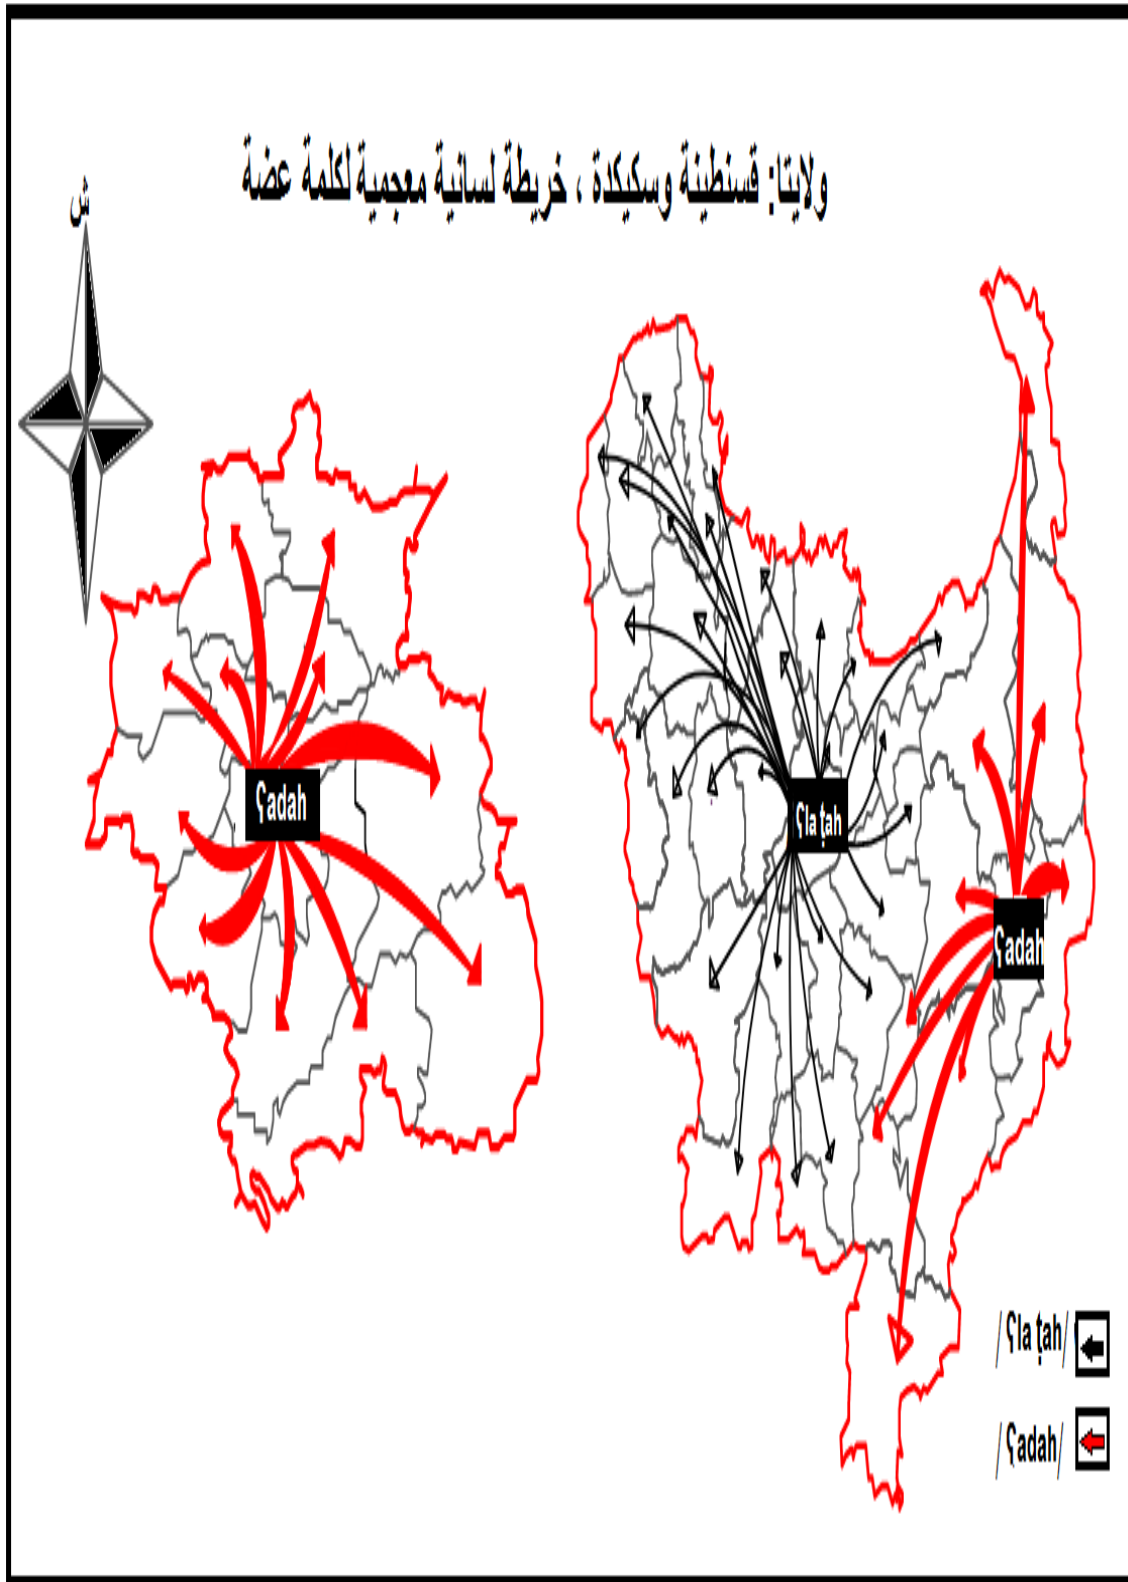 ولايتا: قسنطينة وسكيكدة ، خريطة لسانية معجمية لكلمة عضة
ش
ʕadah
ʕla ṭah
ʕadah
/ʕla ṭah/
/ʕadah/